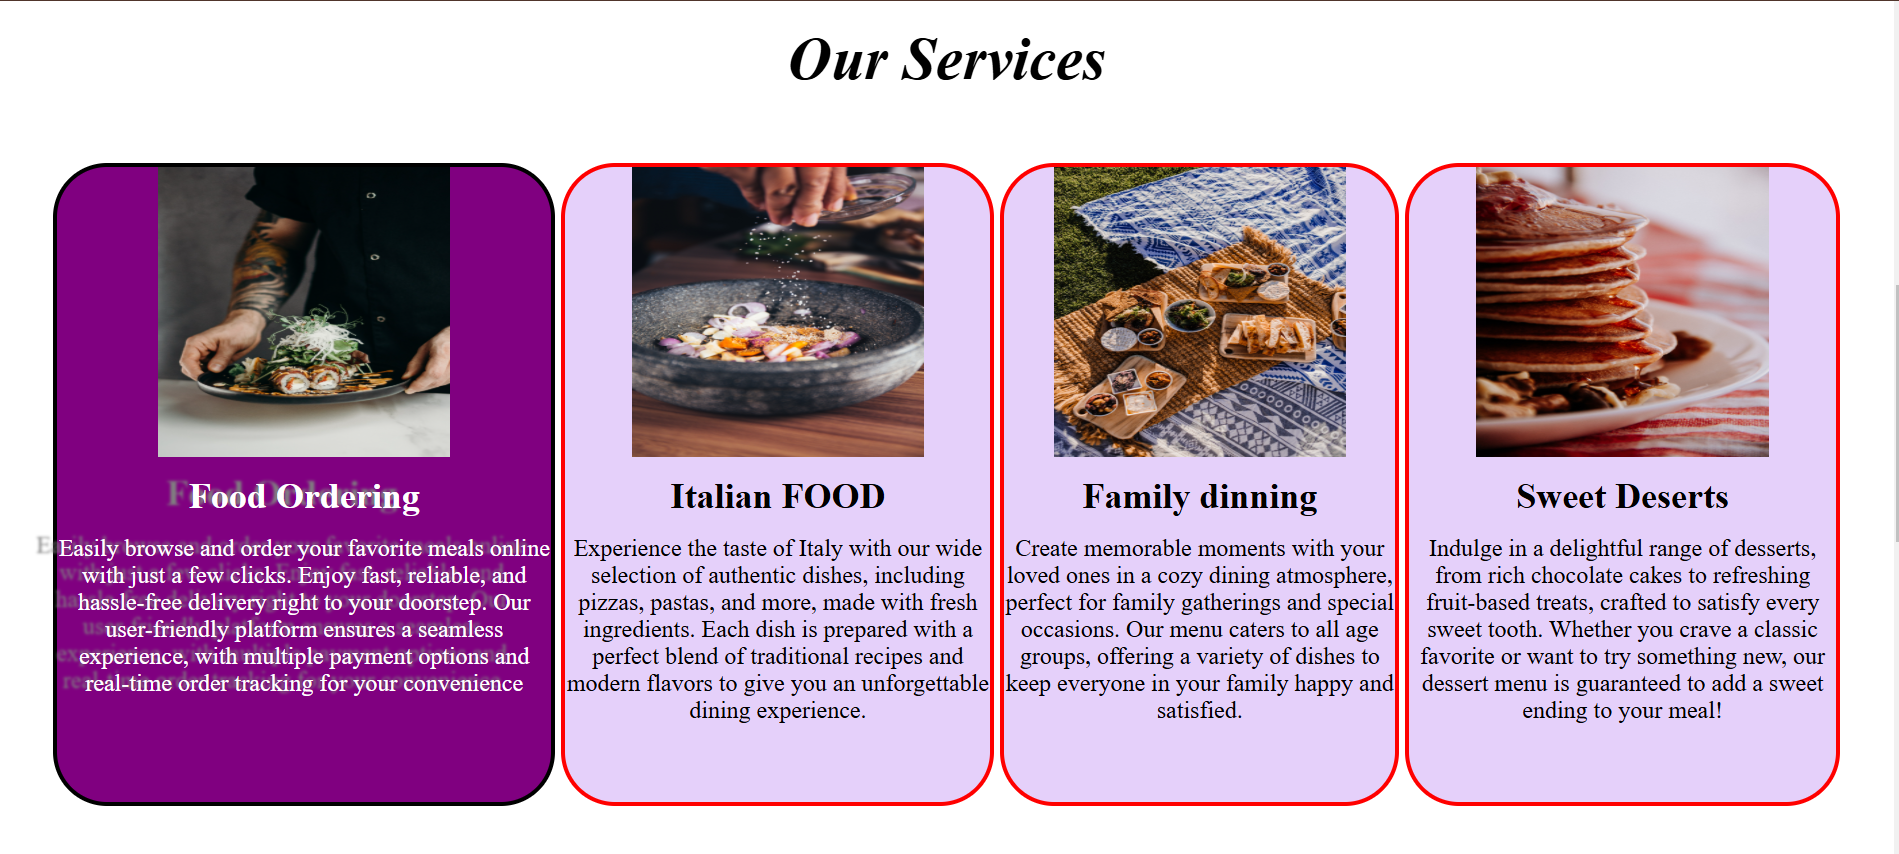 Our Services
Food Ordering
Easily browse and order your favorite meals online
with just a few clicks. Enjoy fast, reliable, and
hassle-free delivery right to your doorstep. Our
user-friendly platform ensures a seamless
experience, with multiple payment options and
real-time order tracking for your convenience
Italian FOOD
Experience the taste of Italy with our wide
selection of authentic dishes, including
pizzas, pastas, and more, made with fresh
ingredients. Each dish is prepared with a
perfect blend of traditional recipes and
modern flavors to give you an unforgettable
dining experience.
Family dinning
Create memorable moments with your
loved ones in a cozy dining atmosphere,
perfect for family gatherings and special
occasions. Our menu caters to all age
groups, offering a variety of dishes to
keep everyone in your family happy and
satisfied.
Sweet Deserts
Indulge in a delightful range of desserts,
from rich chocolate cakes to refreshing
fruit-based treats, crafted to satisfy every
sweet tooth. Whether you crave a classic
favorite or want to try something new, our
dessert menu is guaranteed to add a sweet
ending to your meal!